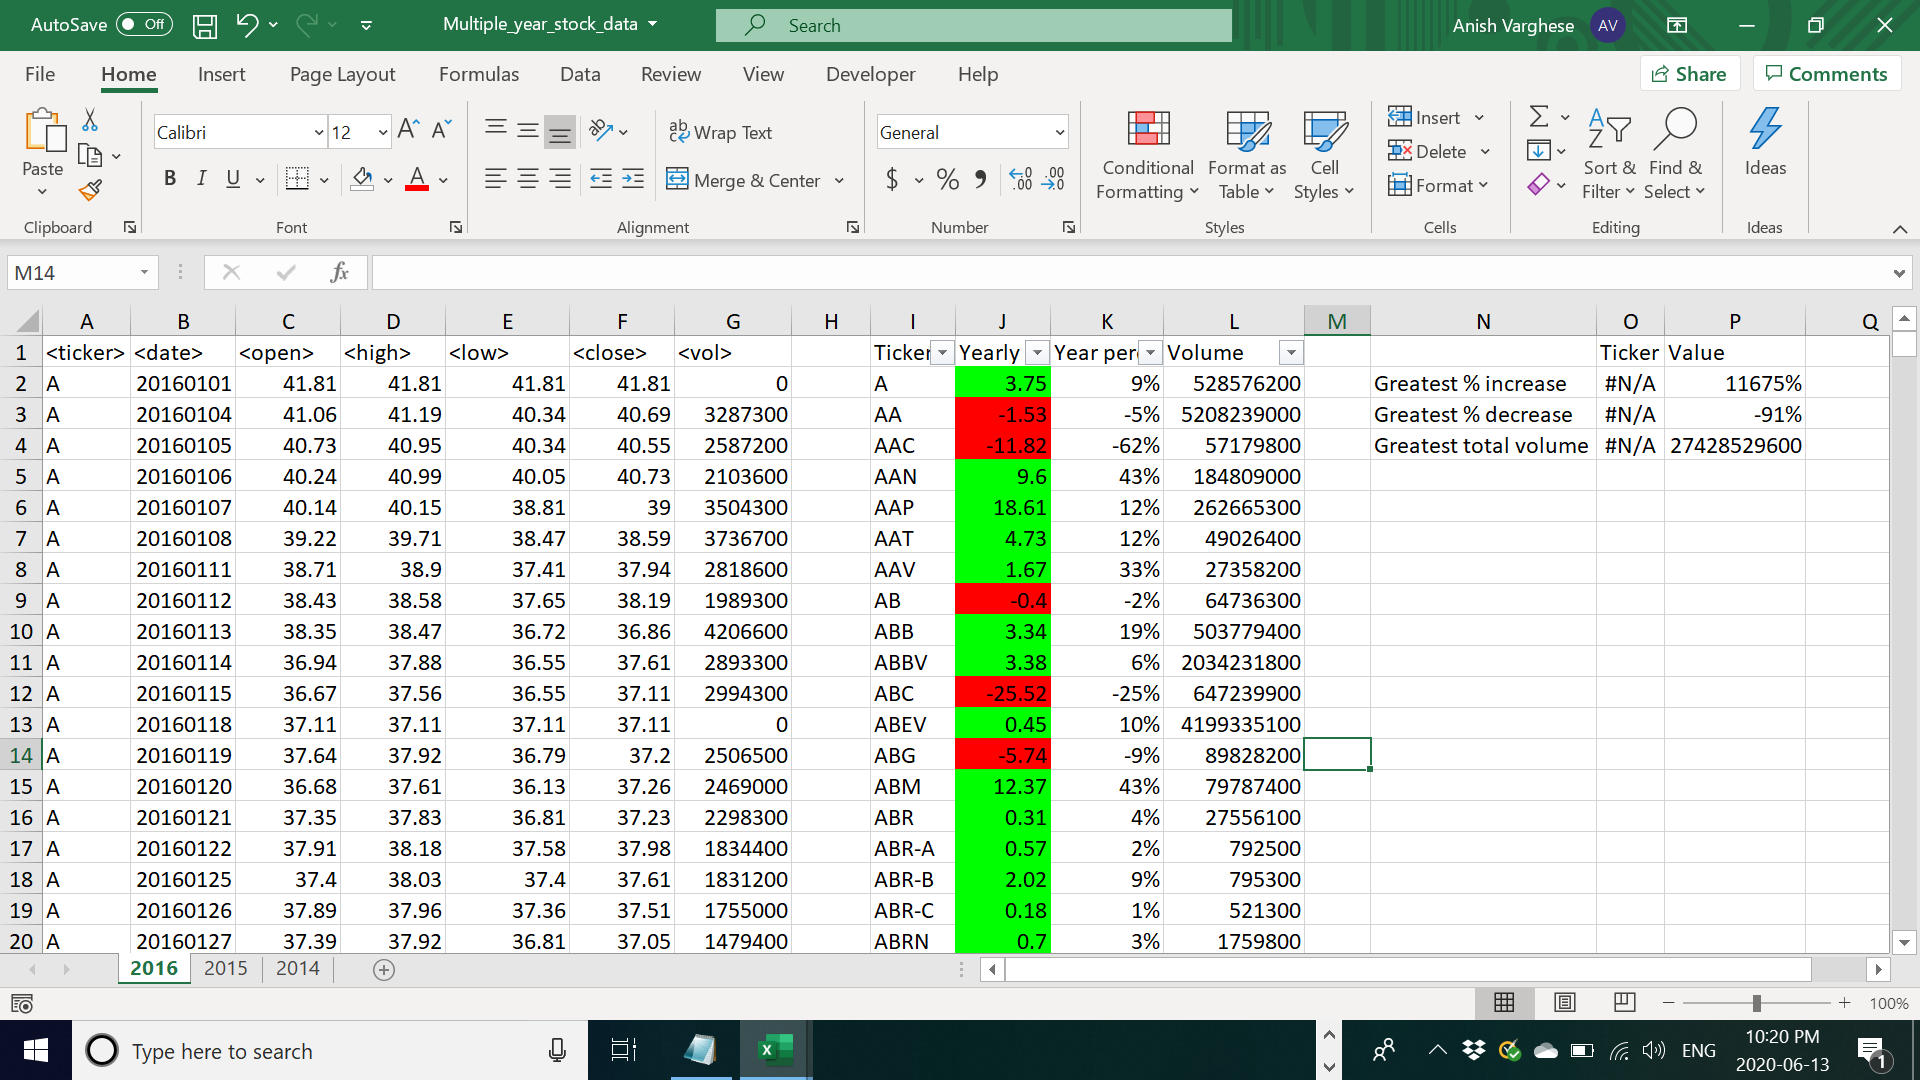 AutoSave Off Multiple_year_stock_data Search Anish Varghese AV
File Home Insert Page Layout Formulas Data Review View Developer Help Share Comments
Calibri 12 ab Wrap Text General Insert
Paste Conditional Format as Cell Delete Sort & Find & Ideas
B I U A Merge & Center $ % Formatting Table Styles Format Filter Select
Clipboard Font Alignment Number Styles Cells Editing Ideas
M14 fx
A B C D E F G H I J K L M N O P Q
1 <ticker> <date> <open> <high> <low> <close> <vol> Ticker Yearly Year per Volume Ticker Value
2 A 20160101 41.81 41.81 41.81 41.81 0 A 3.75 9% 528576200 Greatest % increase #N/A 11675%
3 A 20160104 41.06 41.19 40.34 40.69 3287300 AA -1.53 -5% 5208239000 Greatest % decrease #N/A -91%
4 A 20160105 40.73 40.95 40.34 40.55 2587200 AAC -11.82 -62% 57179800 Greatest total volume #N/A 27428529600
5 A 20160106 40.24 40.99 40.05 40.73 2103600 AAN 9.6 43% 184809000
6 A 20160107 40.14 40.15 38.81 39 3504300 AAP 18.61 12% 262665300
7 A 20160108 39.22 39.71 38.47 38.59 3736700 AAT 4.73 12% 49026400
8 A 20160111 38.71 38.9 37.41 37.94 2818600 AAV 1.67 33% 27358200
9 A 20160112 38.43 38.58 37.65 38.19 1989300 AB -0.4 -2% 64736300
10 A 20160113 38.35 38.47 36.72 36.86 4206600 ABB 3.34 19% 503779400
11 A 20160114 36.94 37.88 36.55 37.61 2893300 ABBV 3.38 6% 2034231800
12 A 20160115 36.67 37.56 36.55 37.11 2994300 ABC -25.52 -25% 647239900
13 A 20160118 37.11 37.11 37.11 37.11 0 ABEV 0.45 10% 4199335100
14 A 20160119 37.64 37.92 36.79 37.2 2506500 ABG -5.74 -9% 89828200
15 A 20160120 36.68 37.61 36.13 37.26 2469000 ABM 12.37 43% 79787400
16 A 20160121 37.35 37.83 36.81 37.23 2298300 ABR 0.31 4% 27556100
17 A 20160122 37.91 38.18 37.58 37.98 1834400 ABR-A 0.57 2% 792500
18 A 20160125 37.4 38.03 37.4 37.61 1831200 ABR-B 2.02 9% 795300
19 A 20160126 37.89 37.96 37.36 37.51 1755000 ABR-C 0.18 1% 521300
20 A 20160127 37.39 37.92 36.81 37.05 1479400 ABRN 0.7 3% 1759800
2016 2015 2014
100%
Type here to search ENG 10:20 PM
2020-06-13 1